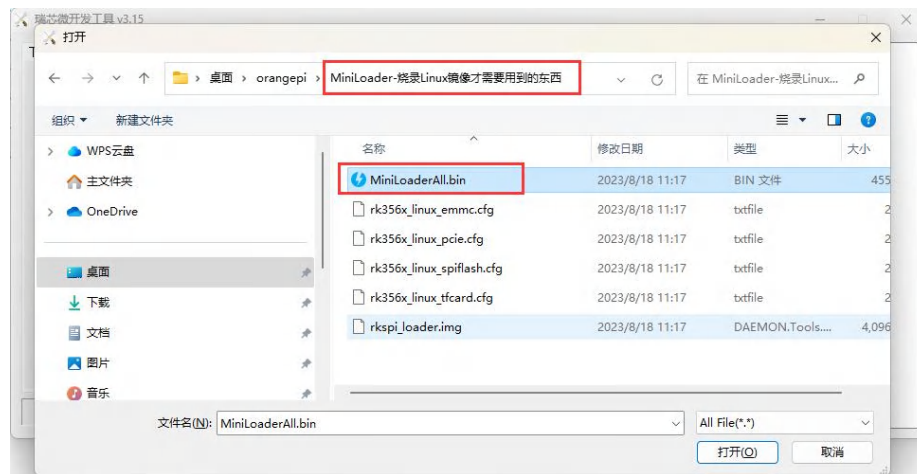 瑞芯微开发工具 v3.15
打开
桌面 › orangepi › MiniLoader-烧录Linux镜像才需要用到的东西
在 MiniLoader-烧录Linux...
组织 新建文件夹
名称 修改日期 类型 大小
WPS云盘
主文件夹
OneDrive
桌面
下载
文档
图片
音乐
MiniLoaderAll.bin 2023/8/18 11:17 BIN 文件 455
rk356x_linux_emmc.cfg 2023/8/18 11:17 txtfile 2
rk356x_linux_pcie.cfg 2023/8/18 11:17 txtfile 2
rk356x_linux_spiflash.cfg 2023/8/18 11:17 txtfile 2
rk356x_linux_tfcard.cfg 2023/8/18 11:17 txtfile 2
rkspi_loader.img 2023/8/18 11:17 DAEMON.Tools.... 4,096
文件名(N): MiniLoaderAll.bin
All File(*.*)
打开(O) 取消